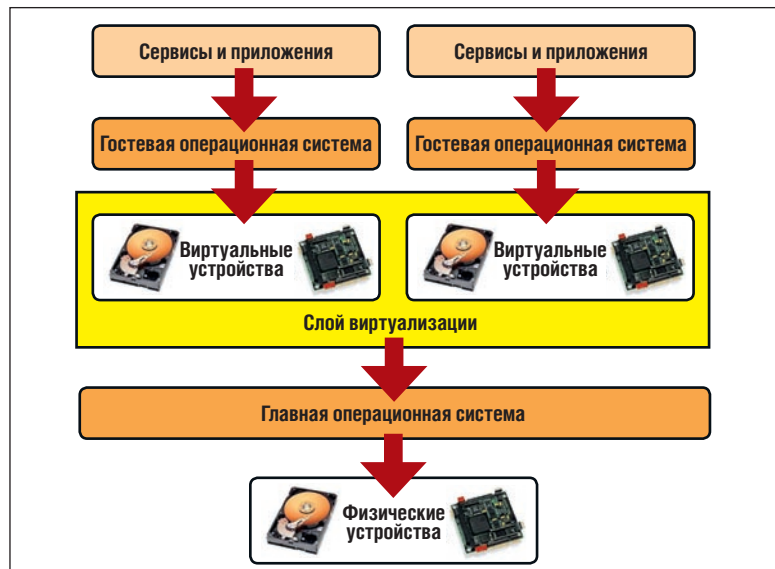 Сервисы и приложения
Сервисы и приложения
Гостевая операционная система
Гостевая операционная система
Виртуальные
устройства
Виртуальные
устройства
Слой виртуализации
Главная операционная система
Физические
устройства